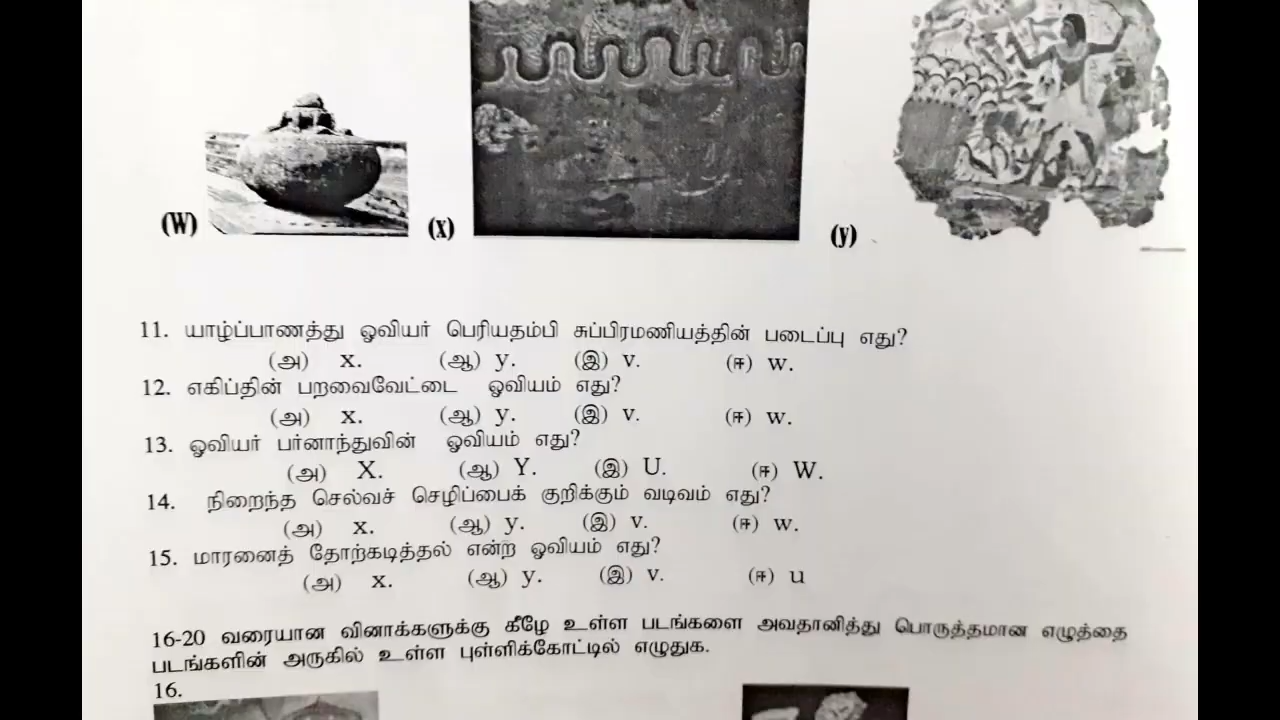 (W) (x) (y)
11. யாழ்ப்பாணத்து ஓவியர் பெரியதம்பி சுப்பிரமணியத்தின் படைப்பு எது?
(அ) x. (ஆ) y. (இ) v. (ஈ) w.
12. எகிப்தின் பறவைவேட்டை ஓவியம் எது?
(அ) x. (ஆ) y. (இ) v. (ஈ) w.
13. ஓவியர் பர்னாந்துவின் ஓவியம் எது?
(அ) X. (ஆ) Y. (இ) U. (ஈ) W.
14. நிறைந்த செல்வச் செழிப்பைக் குறிக்கும் வடிவம் எது?
(அ) x. (ஆ) y. (இ) v. (ஈ) w.
15. மாரனைத் தோற்கடித்தல் என்ற ஓவியம் எது?
(அ) x. (ஆ) y. (இ) v. (ஈ) u
16-20 வரையான வினாக்களுக்கு கீழே உள்ள படங்களை அவதானித்து பொருத்தமான எழுத்தை
படங்களின் அருகில் உள்ள புள்ளிக்கோட்டில் எழுதுக.
16.